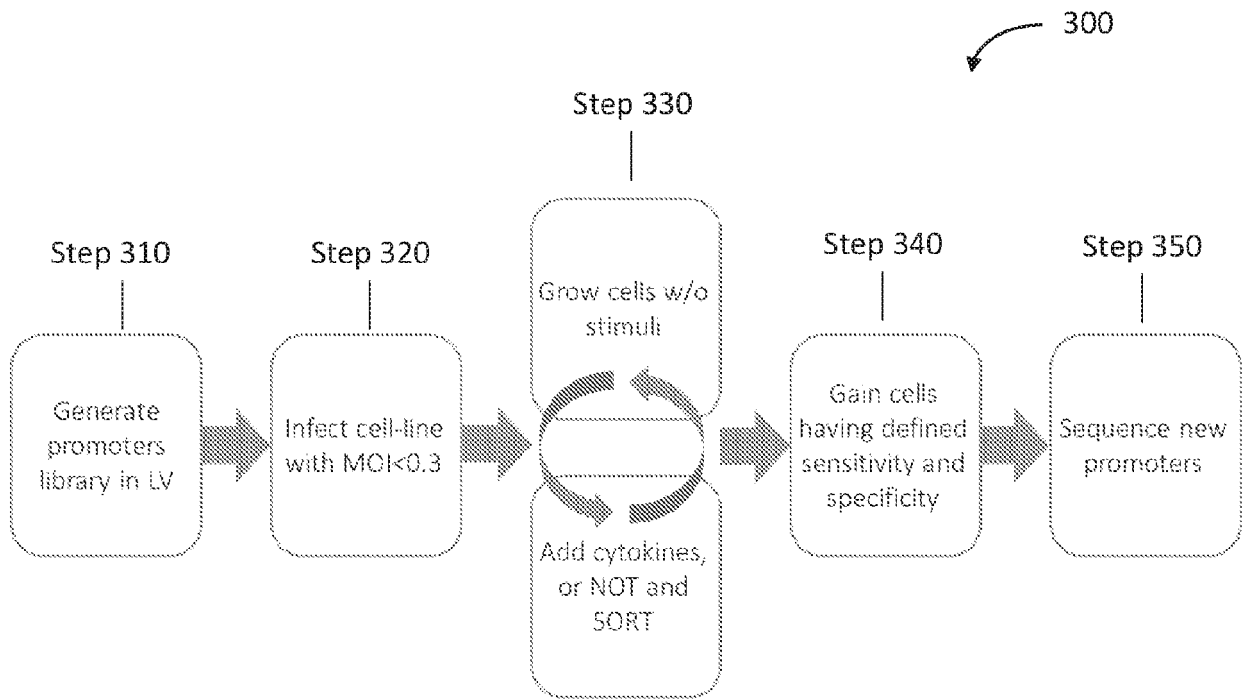 300
Step 330
Step 310
Step 320
Step 340
Step 350
Grow cells w/o
stimuli
Generate
promoters
library in LV
Infect cell-line
with MOI<0.3
Gain cells
having defined
sensitivity and
specificity
Sequence new
promoters
Add cytokines,
or NOT and
SORT